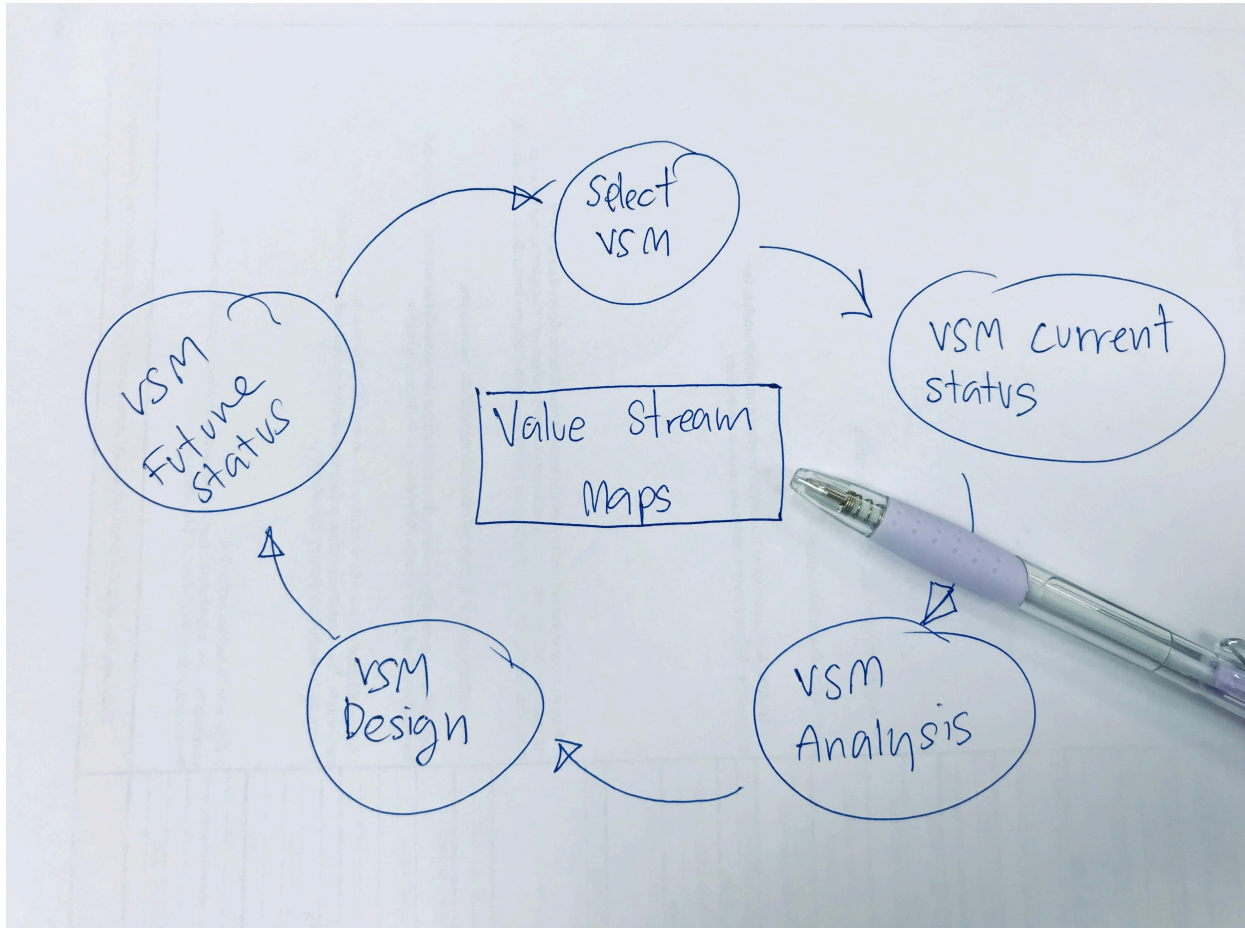 Select
VSM
VSM current
status
Value Stream
Maps
VSM
Analysis
VSM
Design
VSM
Future
status